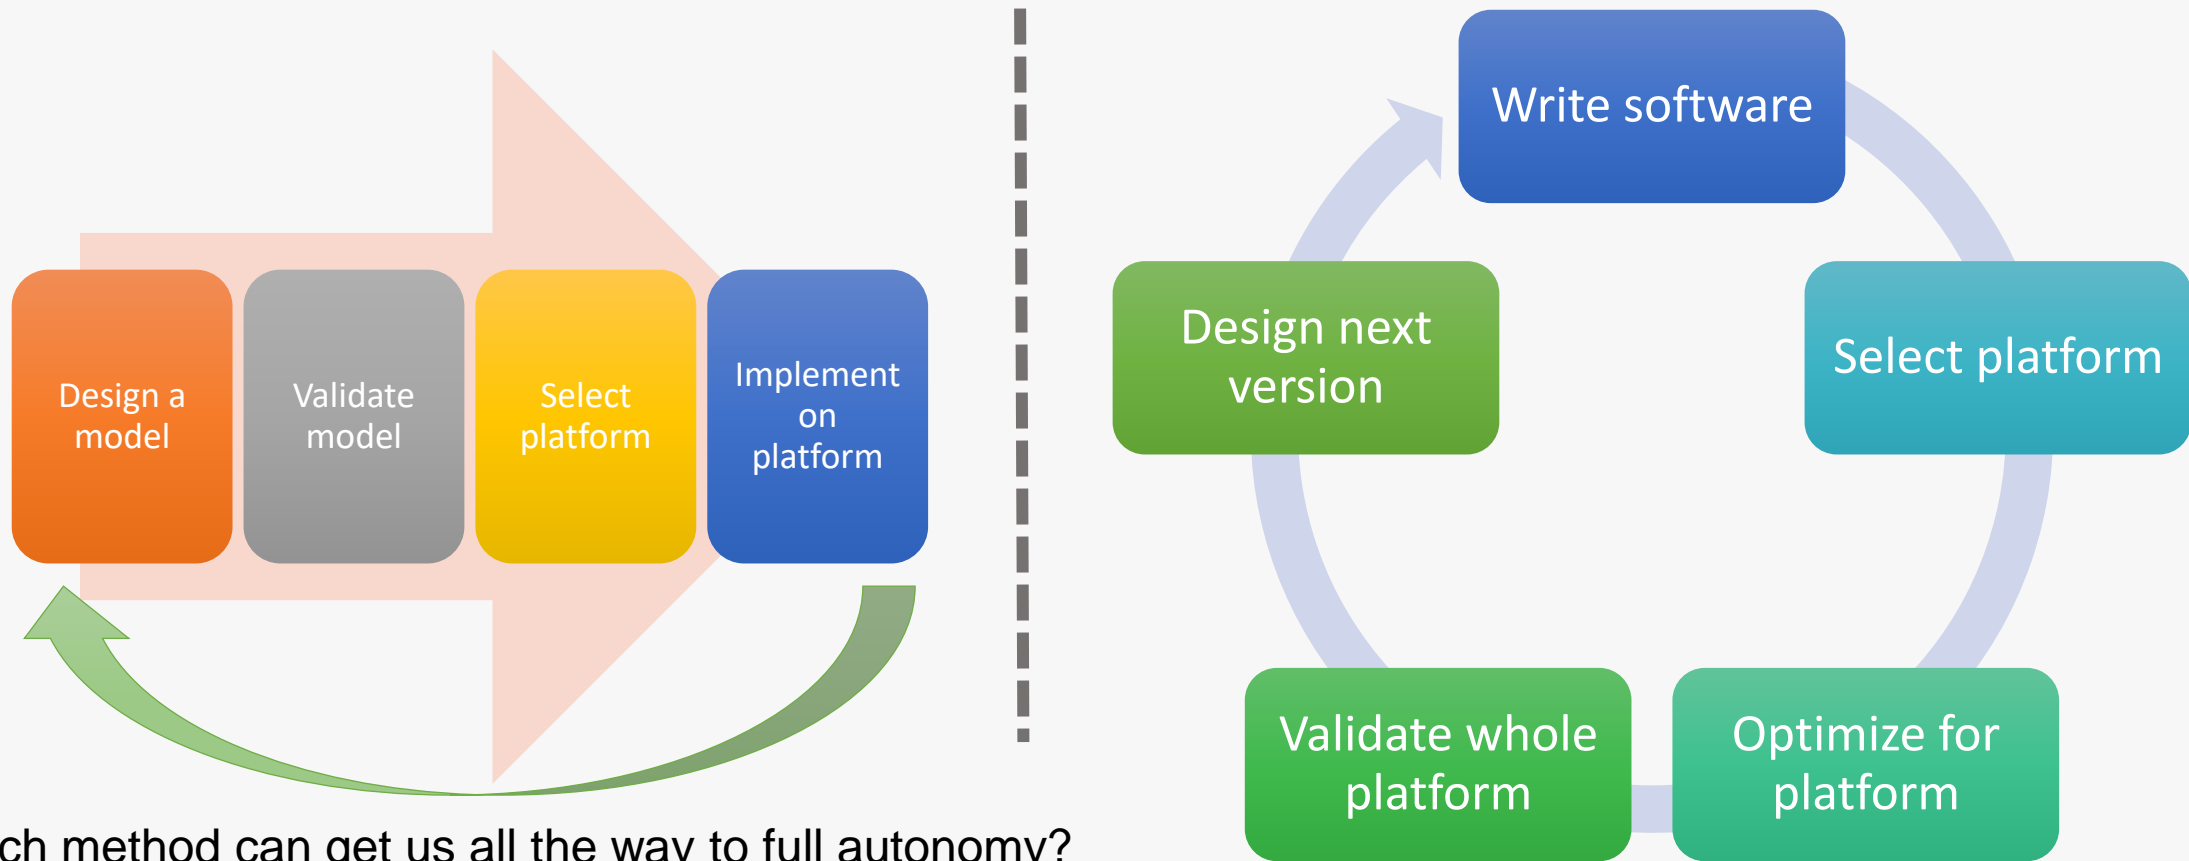 Design a
model
Validate
model
Select
platform
Implement
on
platform
Write software
Select platform
Optimize for
platform
Validate whole
platform
Design next
version
method can get us all the way to full autonomy?